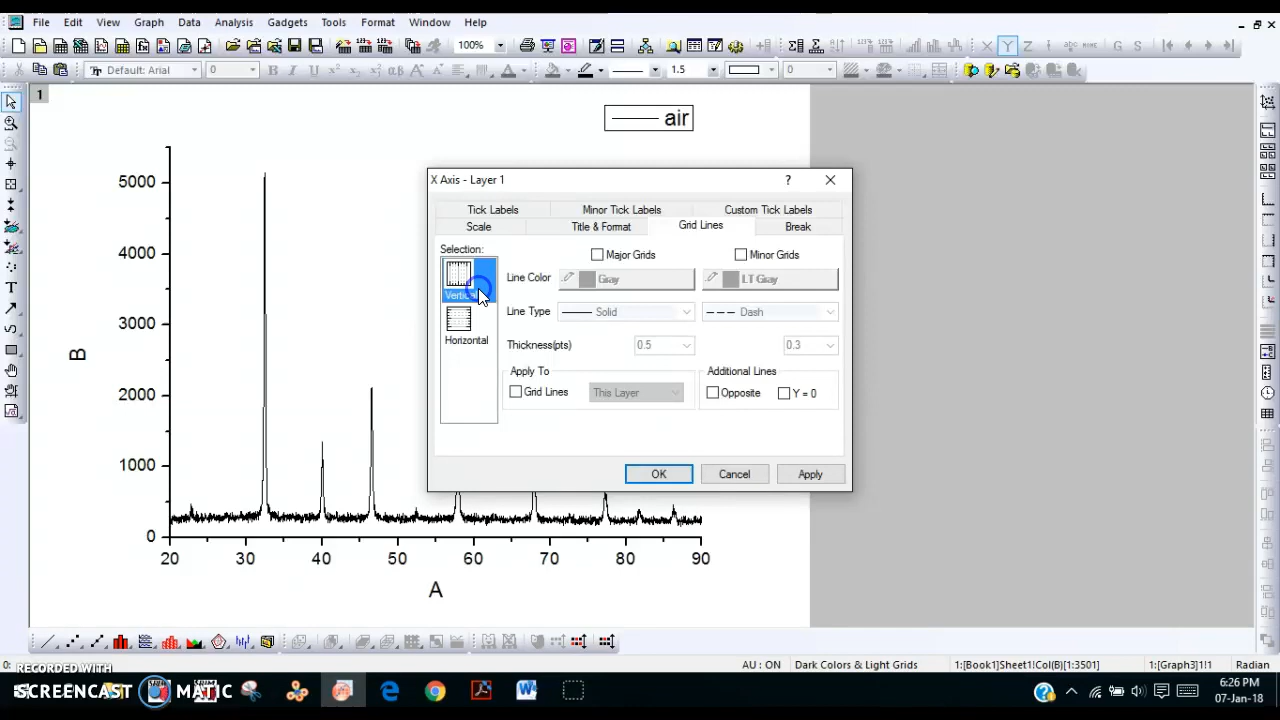 File Edit View Graph Data Analysis Gadgets Tools Format Window Help
100%
Default: Arial 0 B I 1.5 0
1
air
X Axis - Layer 1 ?
Tick Labels Minor Tick Labels Custom Tick Labels
Scale Title & Format Grid Lines Break
Selection:
Vertical
Horizontal
Major Grids Minor Grids
Line Color Gray LT Gray
Line Type Solid Dash
Thickness(pts) 0.5 0.3
Apply To Additional Lines
Grid Lines This Layer Opposite Y = 0
OK Cancel Apply
5000
4000
3000
2000
1000
0
B
20 30 40 50 60 70 80 90
A
AU : ON Dark Colors & Light Grids 1:[Book1]Sheet1!Col(B)[1:3501] 1:[Graph3]1!1 Radian
RECORDED WITH
SCREENCAST MATIC
6:26 PM
07-Jan-18